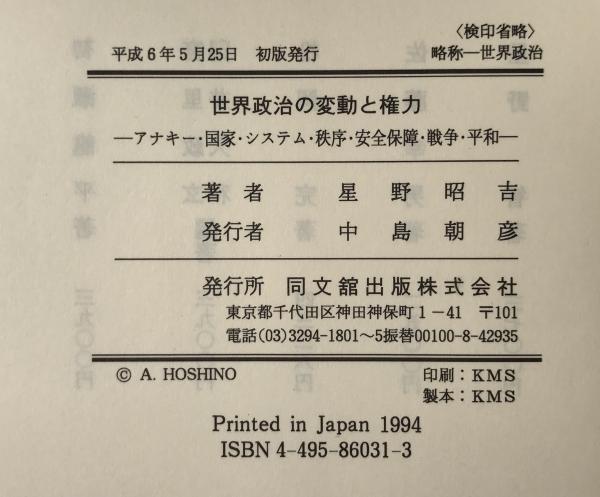 〈検印省略〉
平成6年5月25日 初版発行 略称―世界政治
世界政治の変動と権力
―アナキー・国家・システム・秩序・安全保障・戦争・平和―
著者 星野昭吉
発行者 中島朝彦
発行所 同文舘出版株式会社
東京都千代田区神田神保町1-41 〒101
電話(03)3294-1801～5振替00100-8-42935
© A. HOSHINO 印刷：KMS
製本：KMS
Printed in Japan 1994
ISBN 4-495-86031-3